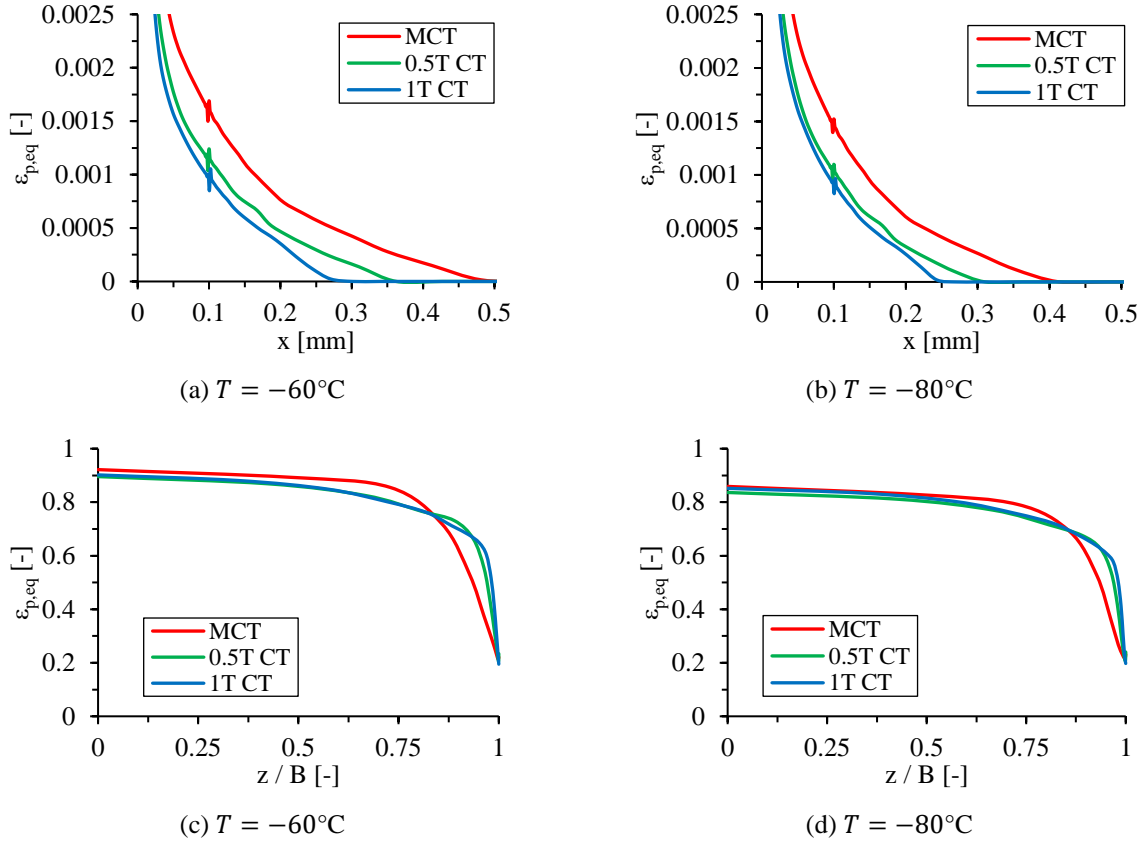 0.0025
0.002
0.0015
0.001
0.0005
0
ε_{p,eq} [-]
MCT
0.5T CT
1T CT
0 0.1 0.2 0.3 0.4 0.5
x [mm]
(a) T = −60°C
0.0025
0.002
0.0015
0.001
0.0005
0
ε_{p,eq} [-]
MCT
0.5T CT
1T CT
0 0.1 0.2 0.3 0.4 0.5
x [mm]
(b) T = −80°C
1
0.8
0.6
0.4
0.2
0
ε_{p,eq} [-]
MCT
0.5T CT
1T CT
0 0.25 0.5 0.75 1
z / B [-]
(c) T = −60°C
1
0.8
0.6
0.4
0.2
0
ε_{p,eq} [-]
MCT
0.5T CT
1T CT
0 0.25 0.5 0.75 1
z / B [-]
(d) T = −80°C